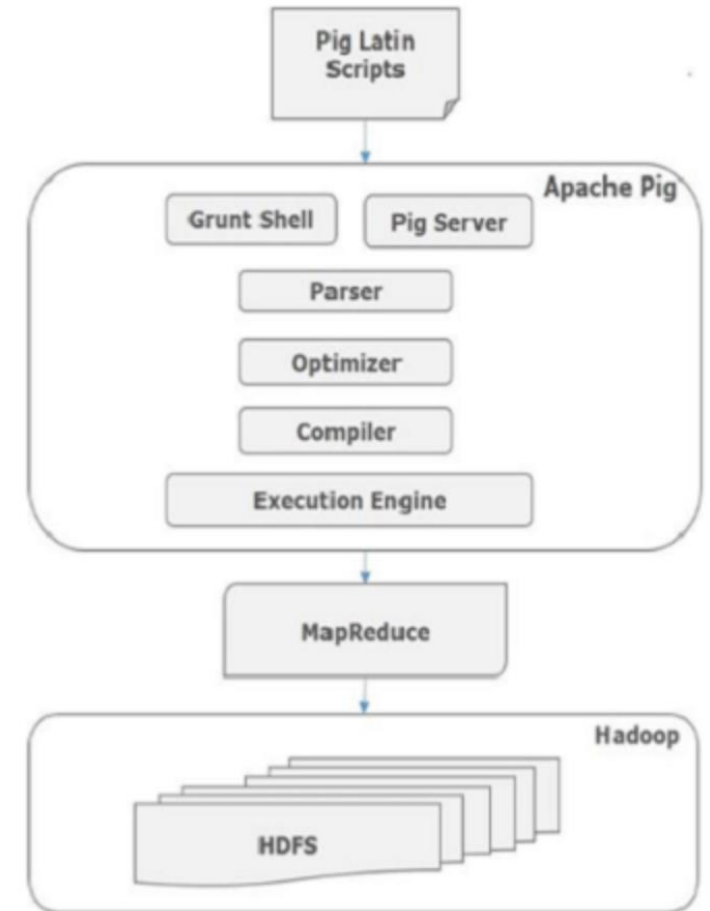 Pig Latin
Scripts
Apache Pig
Grunt Shell
Pig Server
Parser
Optimizer
Compiler
Execution Engine
MapReduce
Hadoop
HDFS